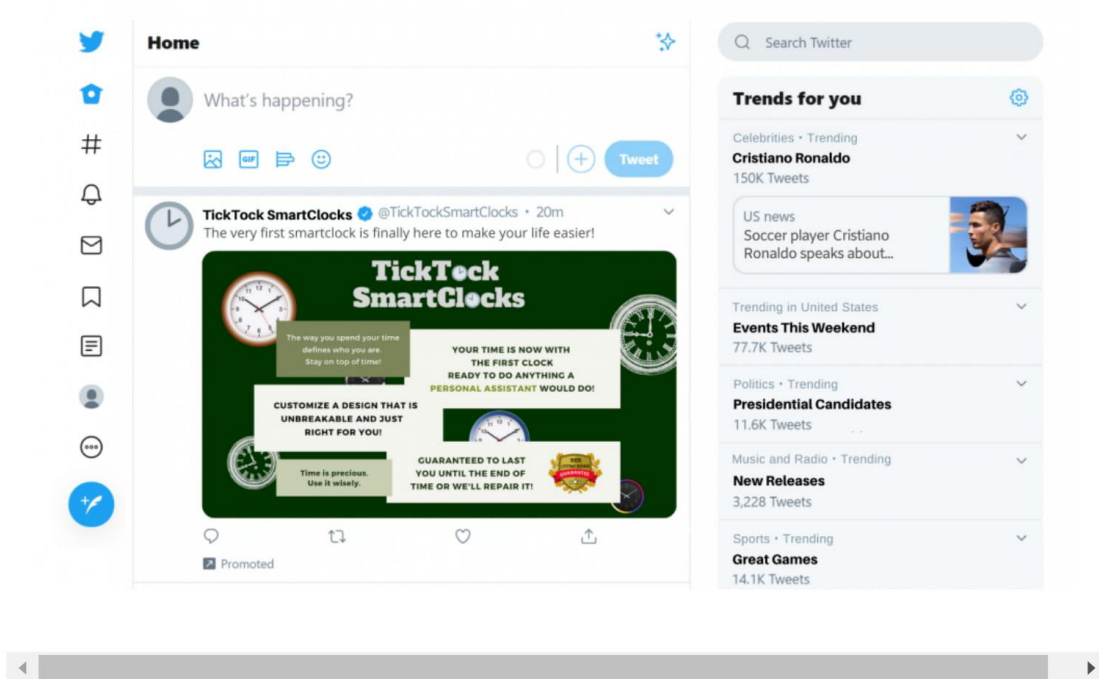 Home
What's happening?
GIF
Tweet
TickTock SmartClocks @TickTockSmartClocks · 20m
The very first smartclock is finally here to make your life easier!
TickTock
SmartClocks
The way you spend your time
defines who you are.
Stay on top of time!
YOUR TIME IS NOW WITH
THE FIRST CLOCK
READY TO DO ANYTHING A
PERSONAL ASSISTANT WOULD DO!
CUSTOMIZE A DESIGN THAT IS
UNBREAKABLE AND JUST
RIGHT FOR YOU!
GUARANTEED TO LAST
YOU UNTIL THE END OF
TIME OR WE'LL REPAIR IT!
GUARANTEE
Time is precious.
Use it wisely.
Promoted
Search Twitter
Trends for you
Celebrities · Trending
Cristiano Ronaldo
150K Tweets
US news
Soccer player Cristiano
Ronaldo speaks about...
Trending in United States
Events This Weekend
77.7K Tweets
Politics · Trending
Presidential Candidates
11.6K Tweets
Music and Radio · Trending
New Releases
3,228 Tweets
Sports · Trending
Great Games
14.1K Tweets